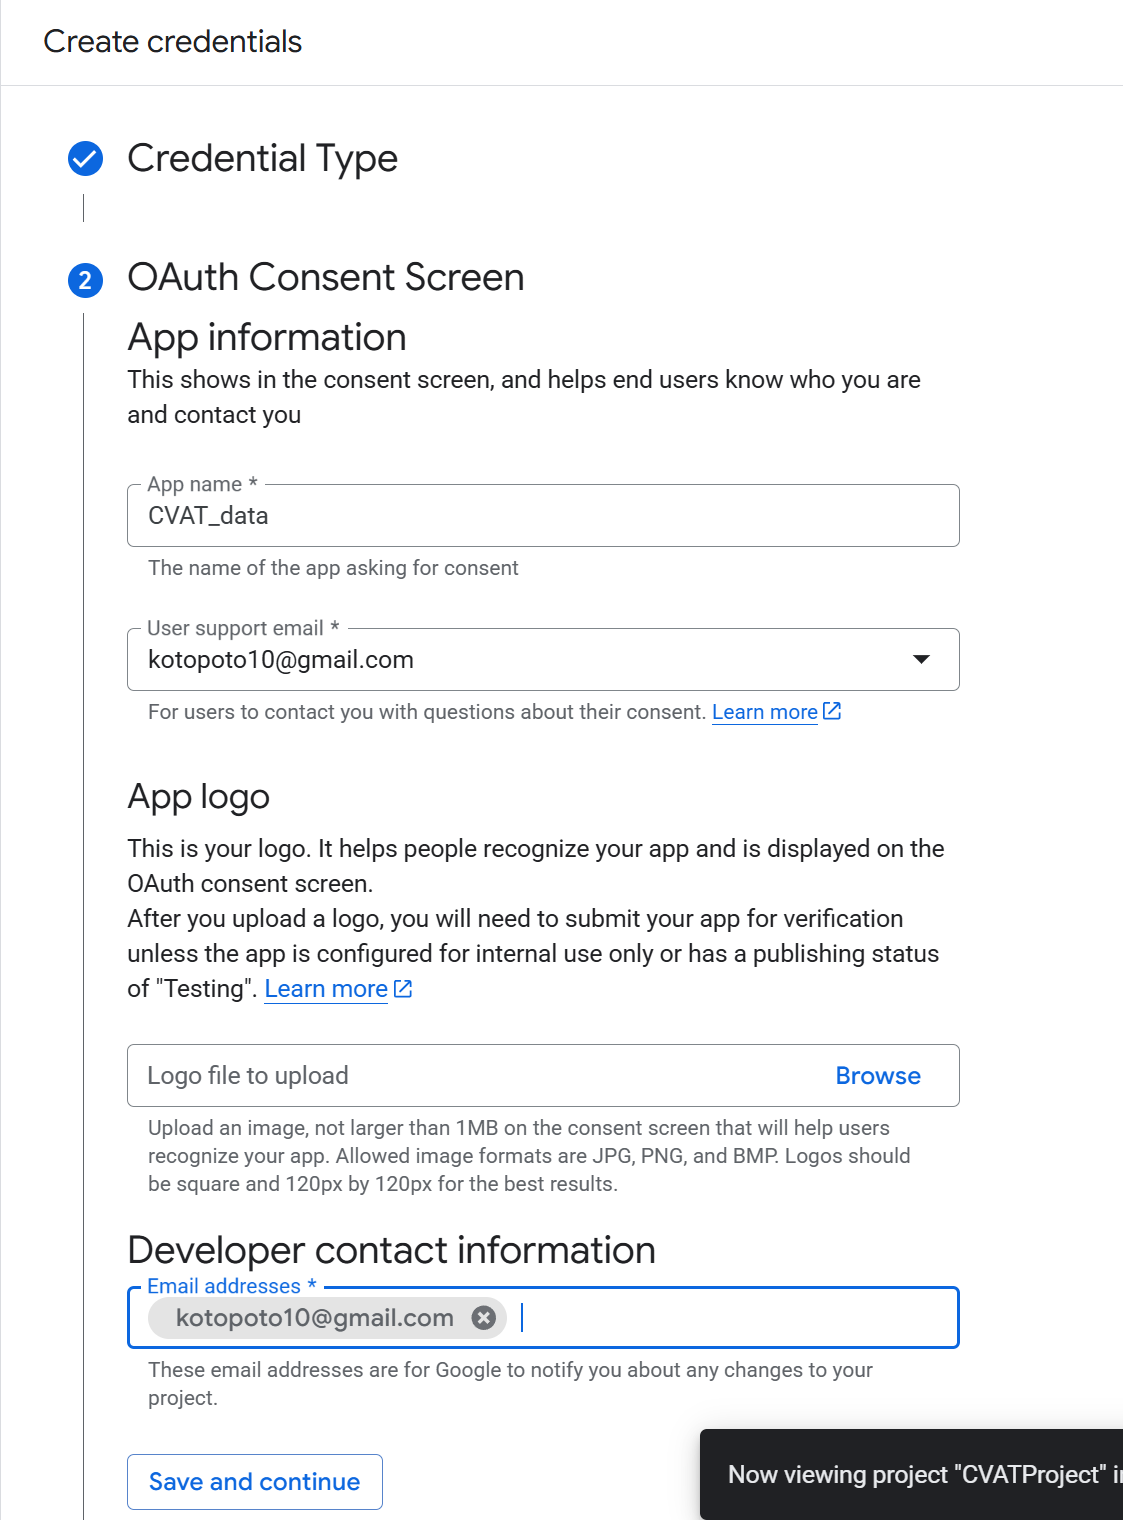 Create credentials
Credential Type
2
OAuth Consent Screen
App information
This shows in the consent screen, and helps end users know who you are
and contact you
App name *
CVAT_data
The name of the app asking for consent
User support email *
kotopoto10@gmail.com
For users to contact you with questions about their consent. Learn more
App logo
This is your logo. It helps people recognize your app and is displayed on the
OAuth consent screen.
After you upload a logo, you will need to submit your app for verification
unless the app is configured for internal use only or has a publishing status
of "Testing". Learn more
Logo file to upload
Browse
Upload an image, not larger than 1MB on the consent screen that will help users
recognize your app. Allowed image formats are JPG, PNG, and BMP. Logos should
be square and 120px by 120px for the best results.
Developer contact information
Email addresses *
kotopoto10@gmail.com
These email addresses are for Google to notify you about any changes to your
project.
Save and continue
Now viewing project "CVATProject"